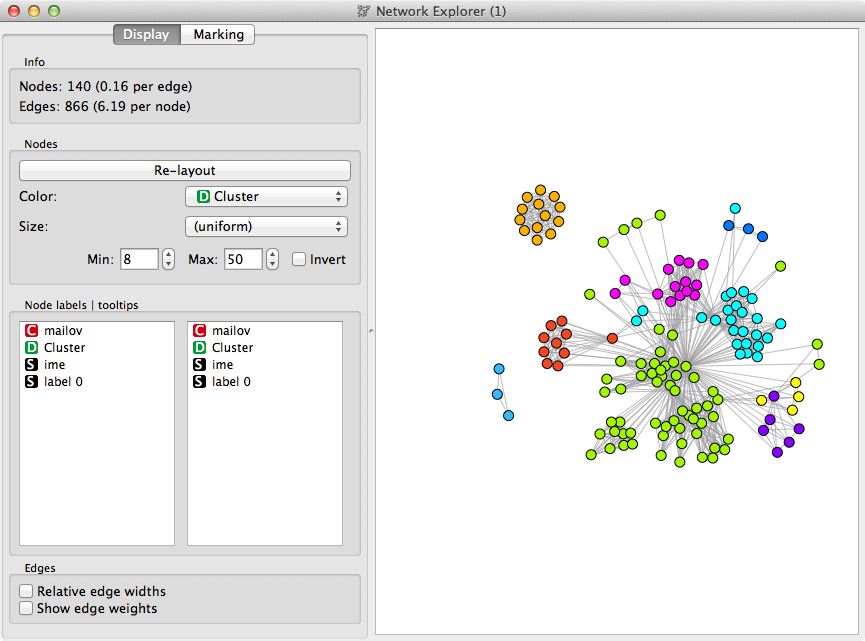 Network Explorer (1)
Display Marking
Info
Nodes: 140 (0.16 per edge)
Edges: 866 (6.19 per node)
Nodes
Re-layout
Color: D Cluster
Size: (uniform)
Min: 8 Max: 50 Invert
Node labels | tooltips
C mailov C mailov
D Cluster D Cluster
S ime S ime
S label 0 S label 0
Edges
Relative edge widths
Show edge weights